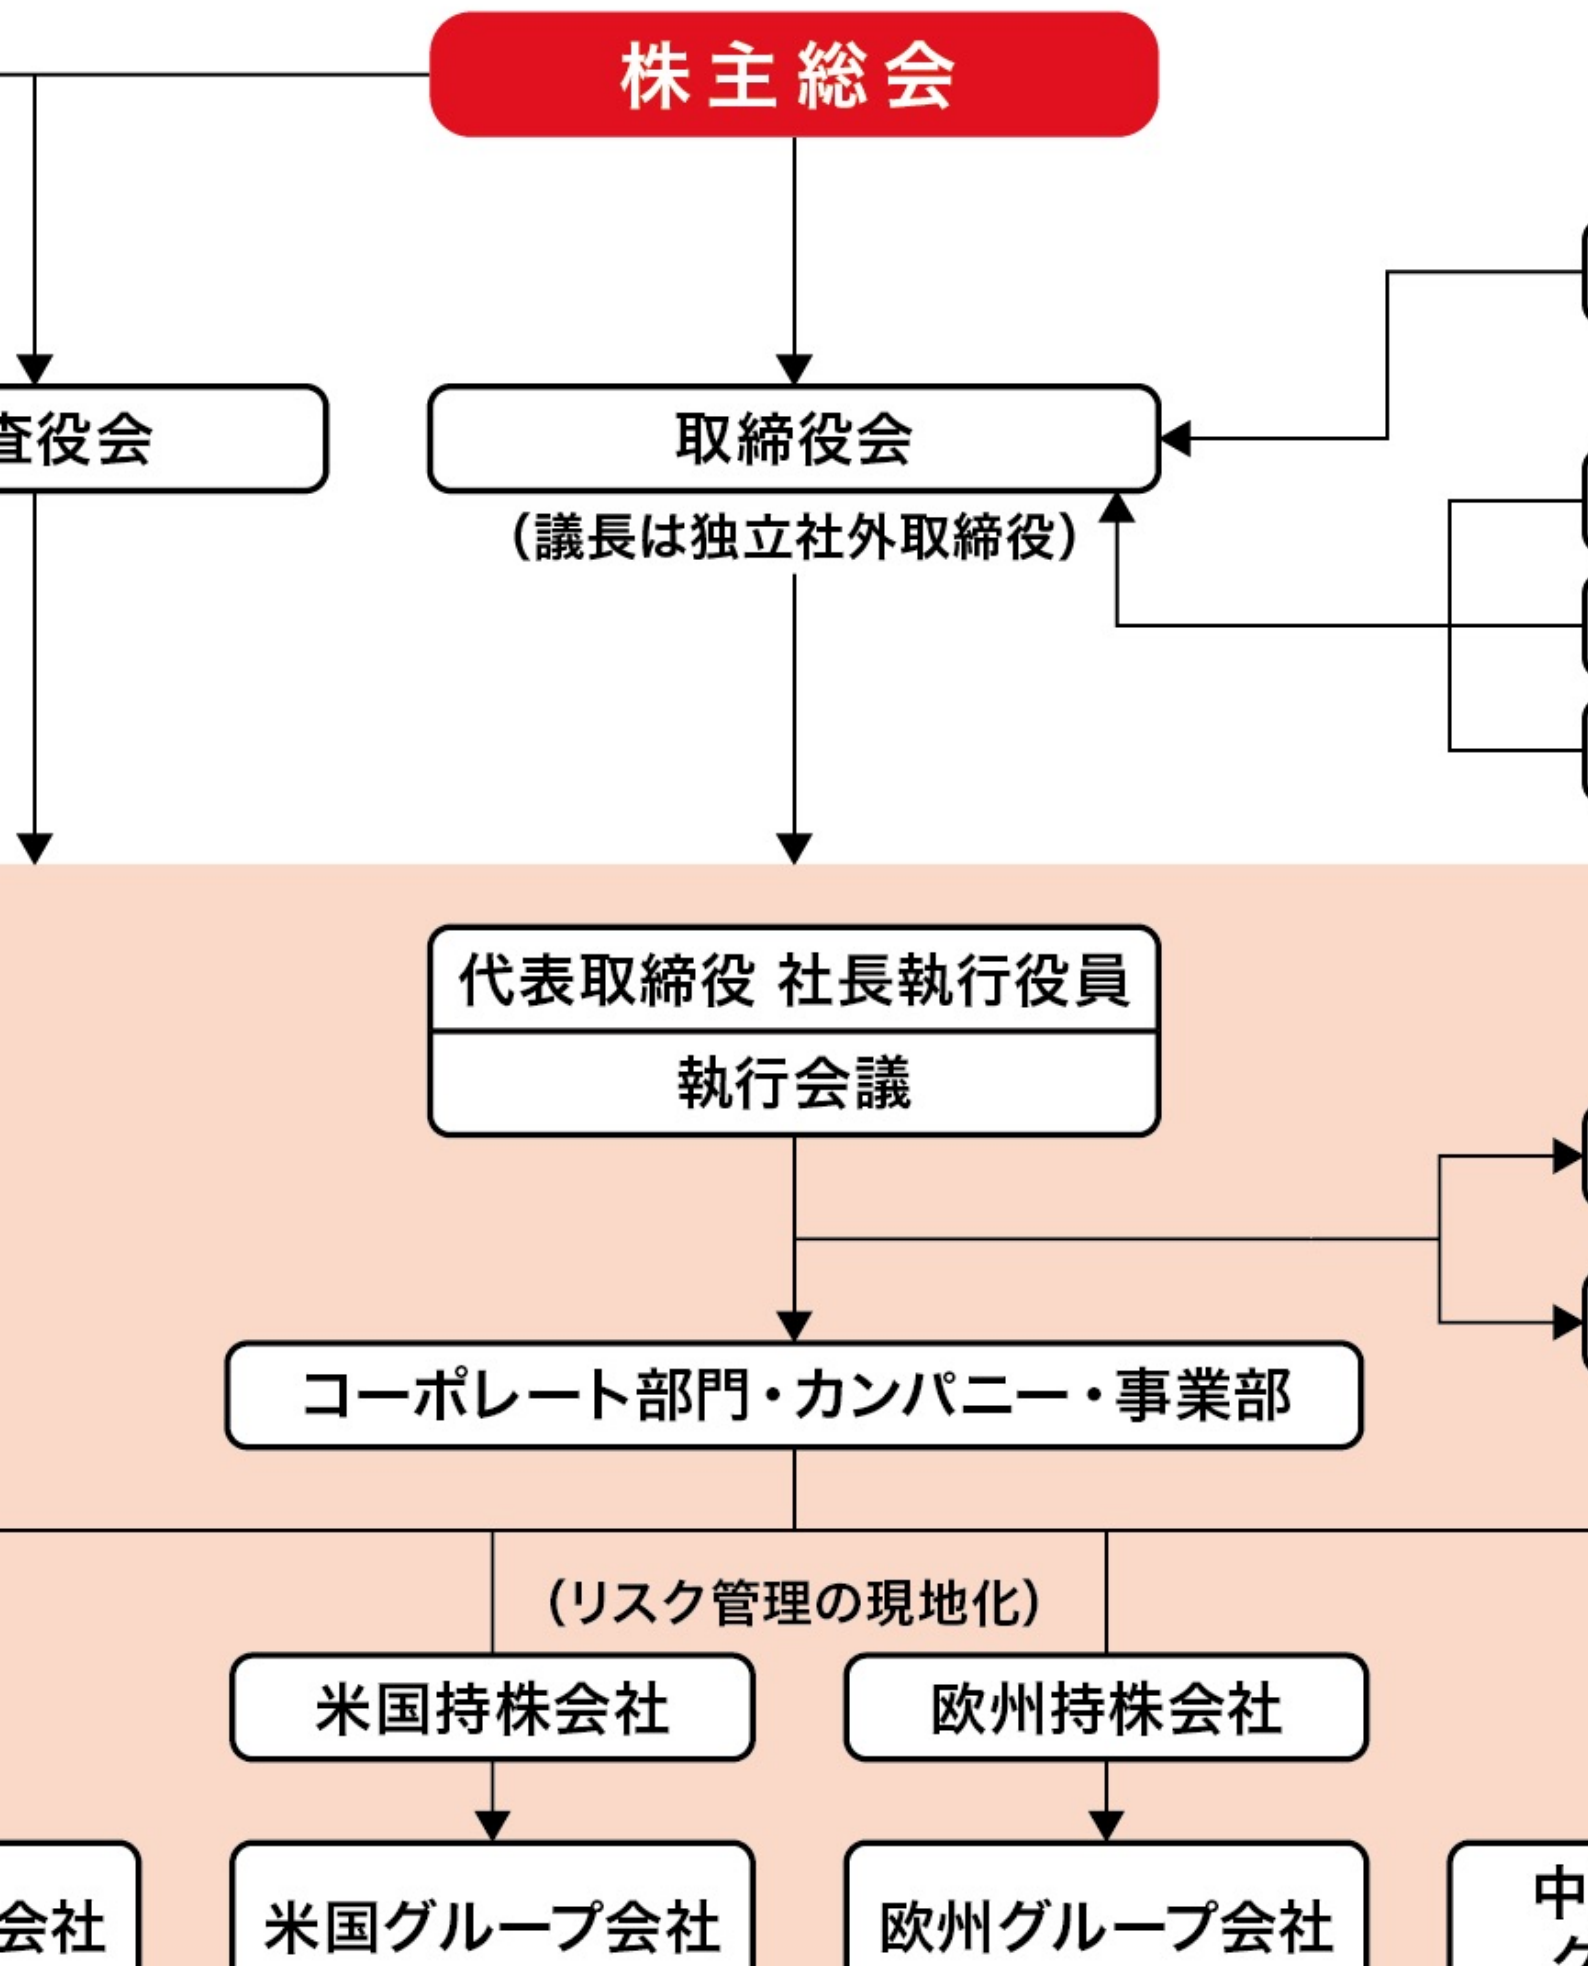 株主総会
査役会
取締役会
（議長は独立社外取締役）
代表取締役 社長執行役員
執行会議
コーポレート部門・カンパニー・事業部
（リスク管理の現地化）
米国持株会社
欧州持株会社
会社
米国グループ会社
欧州グループ会社
中